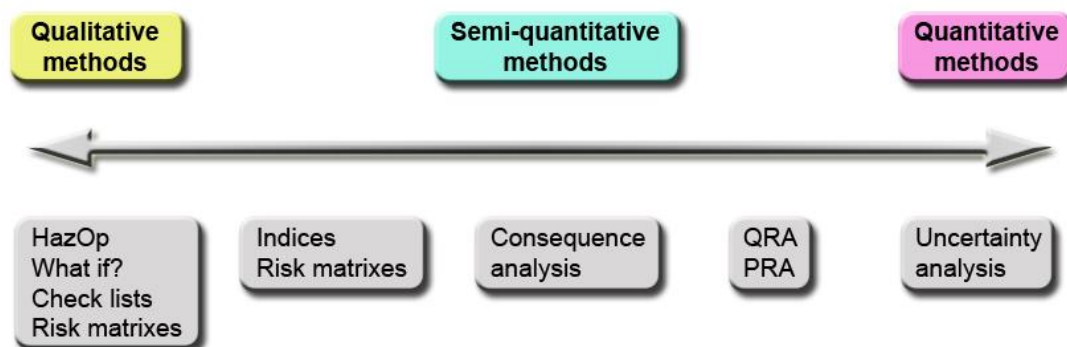 Qualitative
methods
Semi-quantitative
methods
Quantitative
methods
HazOp
What if?
Check lists
Risk matrixes
Indices
Risk matrixes
Consequence
analysis
QRA
PRA
Uncertainty
analysis